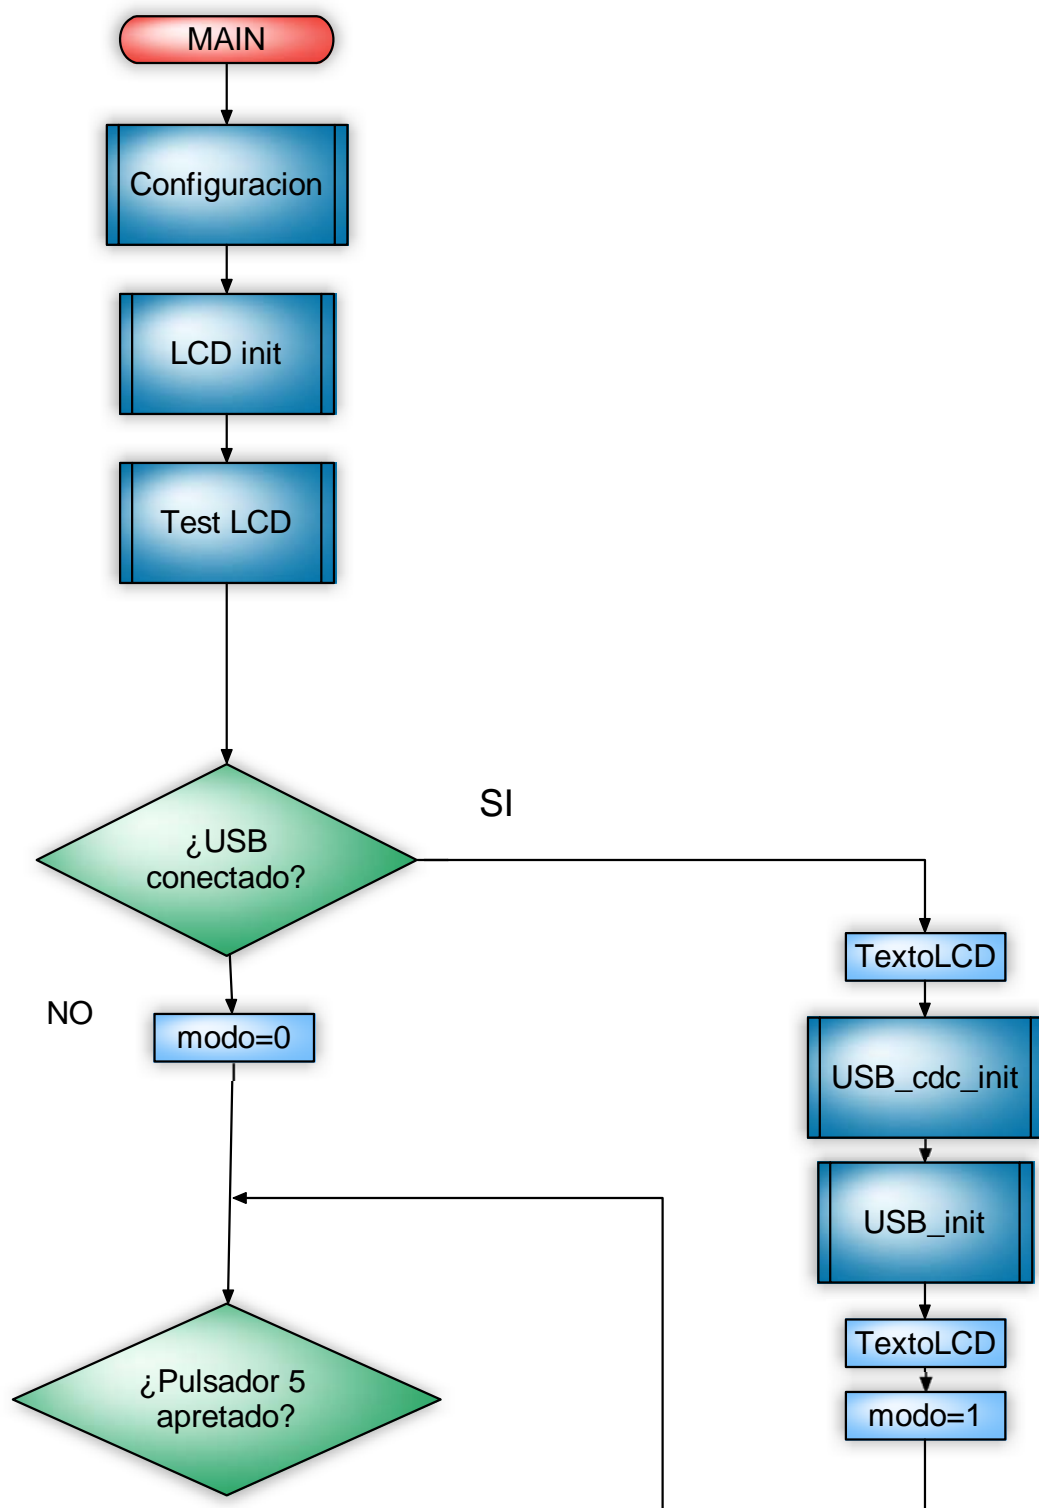 MAIN
Configuracion
LCD init
Test LCD
¿USB
conectado?
SI
NO
modo=0
TextoLCD
USB_cdc_init
USB_init
TextoLCD
modo=1
¿Pulsador 5
apretado?